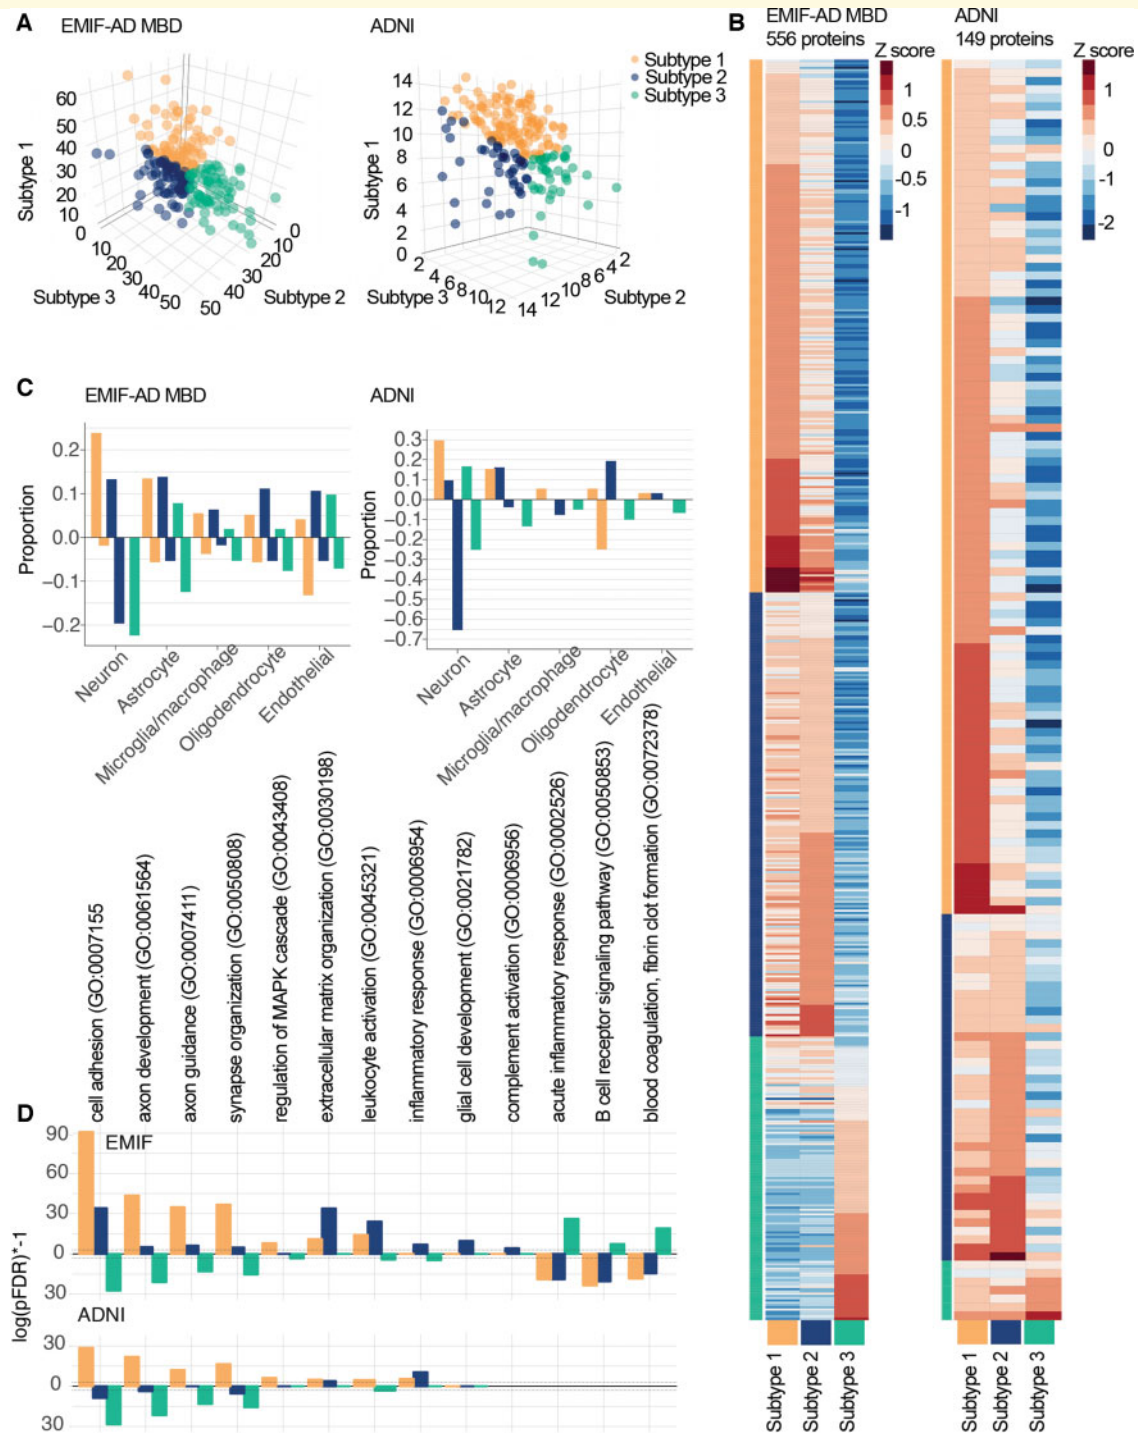 A
EMIF-AD MBD
ADNI
Subtype 1
Subtype 2
Subtype 3
60
50
40
30
20
10
0
Subtype 1
10
20
30
40
50
Subtype 3
0
10
20
30
40
50
Subtype 2
14
12
10
8
6
4
2
0
Subtype 1
2
4
6
8
10
12
14
Subtype 3
2
4
6
8
10
12
Subtype 2
B
EMIF-AD MBD
556 proteins
Z score
1
0.5
0
-0.5
-1
ADNI
149 proteins
Z score
1
0
-1
-2
Subtype 1
Subtype 2
Subtype 3
Subtype 1
Subtype 2
Subtype 3
C
EMIF-AD MBD
Proportion
0.2
0.1
0.0
−0.1
−0.2
Neuron
Astrocyte
Microglia/macrophage
Oligodendrocyte
Endothelial
ADNI
Proportion
0.3
0.2
0.1
0.0
−0.1
−0.2
−0.3
−0.4
−0.5
−0.6
−0.7
Neuron
Astrocyte
Microglia/macrophage
Oligodendrocyte
Endothelial
cell adhesion (GO:0007155
axon development (GO:0061564)
axon guidance (GO:0007411)
synapse organization (GO:0050808)
regulation of MAPK cascade (GO:0043408)
extracellular matrix organization (GO:0030198)
leukocyte activation (GO:0045321)
inflammatory response (GO:0006954)
glial cell development (GO:0021782)
complement activation (GO:0006956)
acute inflammatory response (GO:0002526)
B cell receptor signaling pathway (GO:0050853)
blood coagulation, fibrin clot formation (GO:0072378)
D
EMIF
90
60
30
0
30
log(pFDR)*-1
ADNI
30
0
30